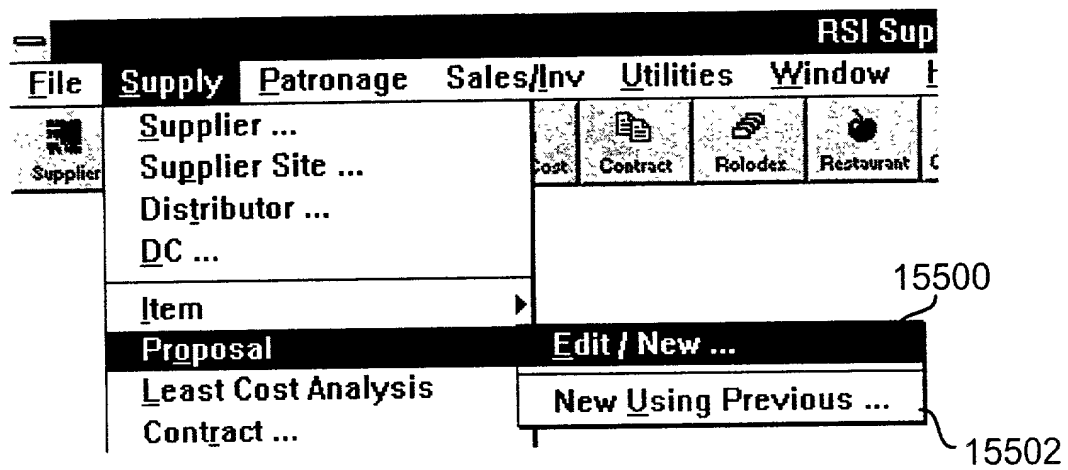 RSI Sup
File Supply Patronage Sales/Inv Utilities Window
Supplier Cost Contract Rolodex Restaurant
Supplier ...
Supplier Site ...
Distributor ...
DC ...
Item
Proposal
Least Cost Analysis
Contract ...
15500
Edit / New ...
New Using Previous ...
15502